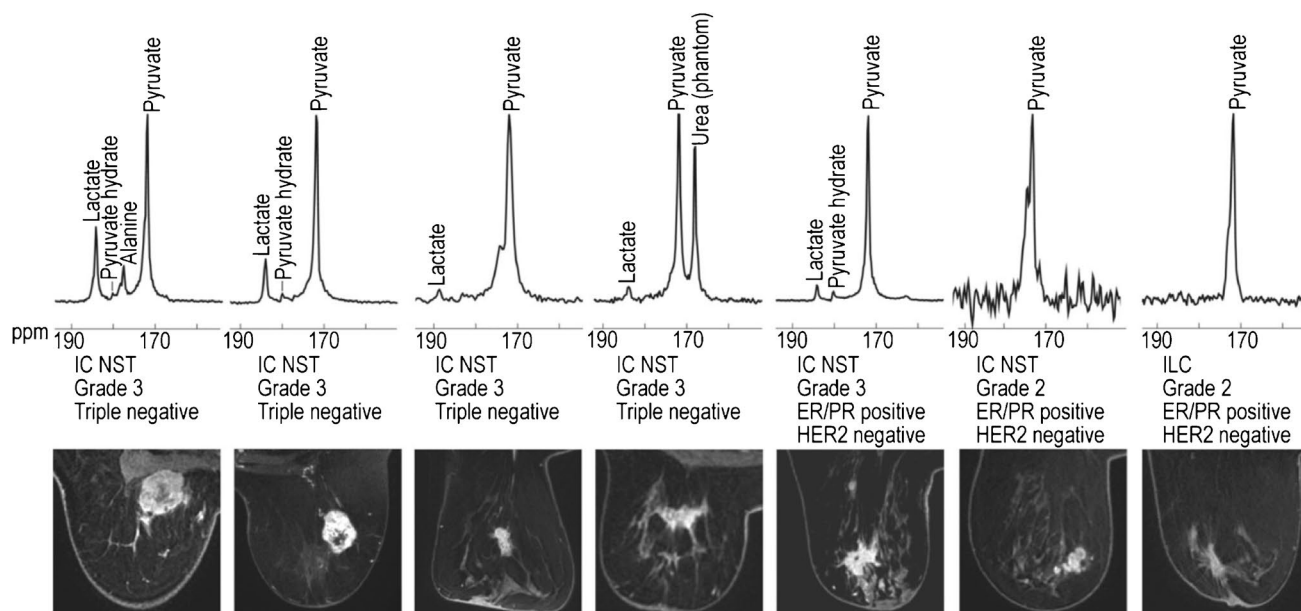 Lactate
Pyruvate hydrate
Alanine
Pyruvate
Lactate
Pyruvate hydrate
Pyruvate
Lactate
Pyruvate
Lactate
Pyruvate
Urea (phantom)
Lactate
Pyruvate hydrate
Pyruvate
Pyruvate
Pyruvate
ppm
190 170
190 170
190 170
190 170
190 170
190 170
190 170
IC NST
Grade 3
Triple negative
IC NST
Grade 3
Triple negative
IC NST
Grade 3
Triple negative
IC NST
Grade 3
Triple negative
IC NST
Grade 3
ER/PR positive
HER2 negative
IC NST
Grade 2
ER/PR positive
HER2 negative
ILC
Grade 2
ER/PR positive
HER2 negative